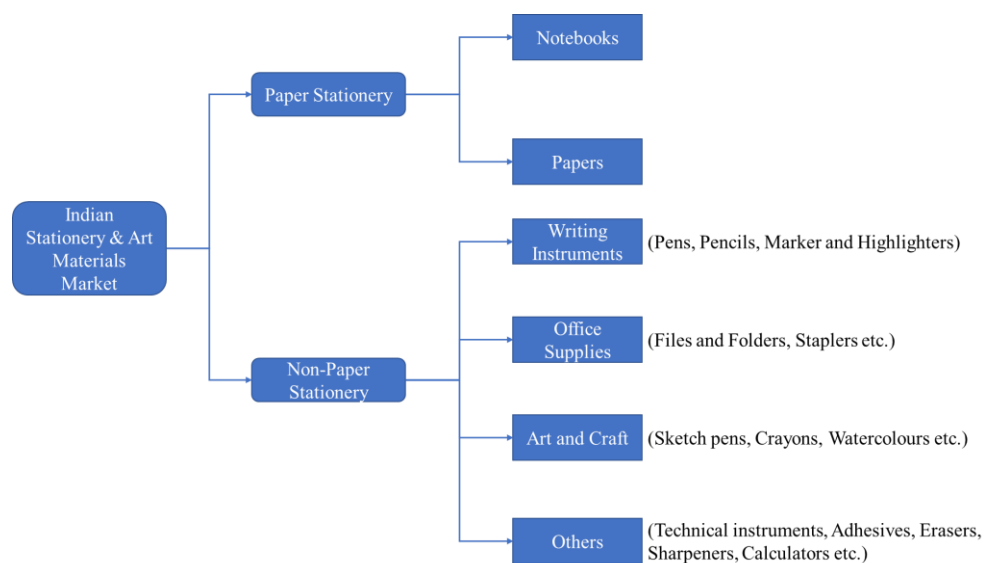 Notebooks
Paper Stationery
Papers
Indian
Stationery & Art
Materials
Market
Writing
Instruments
(Pens, Pencils, Marker and Highlighters)
Office
Supplies
(Files and Folders, Staplers etc.)
Non-Paper
Stationery
Art and Craft
(Sketch pens, Crayons, Watercolours etc.)
Others
(Technical instruments, Adhesives, Erasers,
Sharpeners, Calculators etc.)